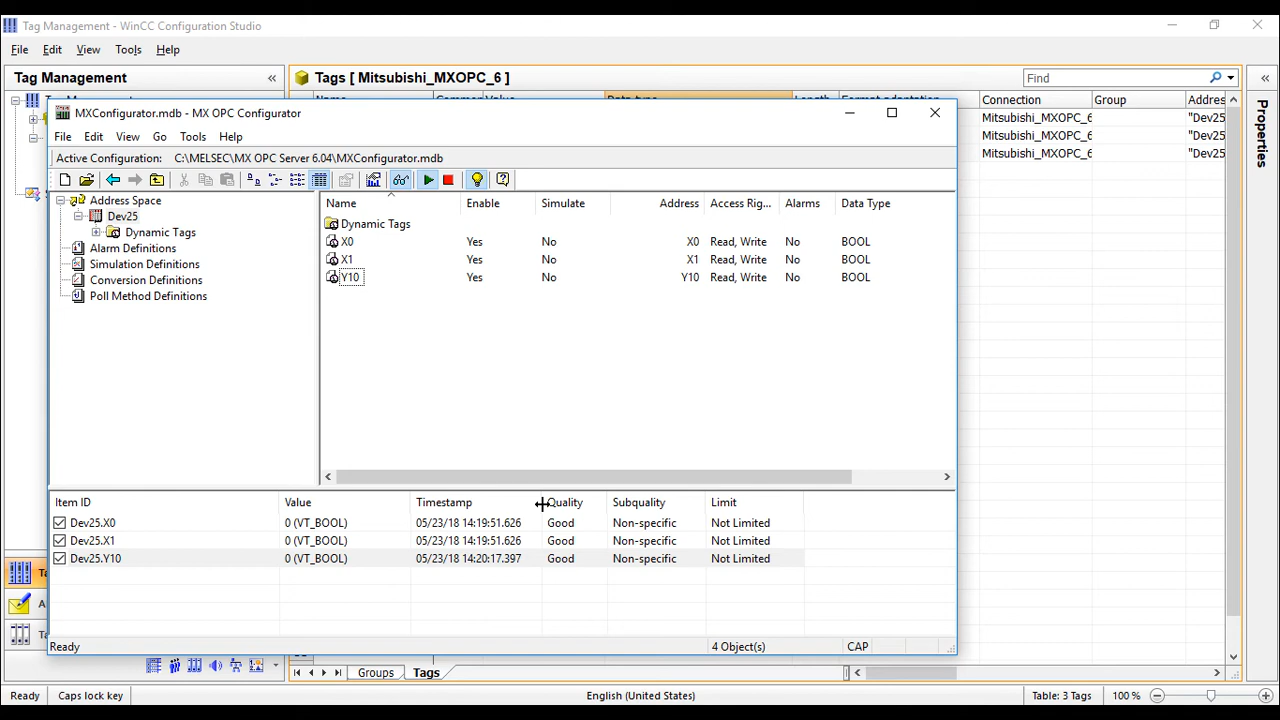 Tag Management - WinCC Configuration Studio
File Edit View Tools Help
Tag Management «
Tags [ Mitsubishi_MXOPC_6 ]
Find
Connection Group Addres
Mitsubishi_MXOPC_6 "Dev25
Mitsubishi_MXOPC_6 "Dev25
Mitsubishi_MXOPC_6 "Dev25
Properties
MXConfigurator.mdb - MX OPC Configurator
File Edit View Go Tools Help
Active Configuration: C:\MELSEC\MX OPC Server 6.04\MXConfigurator.mdb
Address Space
Dev25
Dynamic Tags
Alarm Definitions
Simulation Definitions
Conversion Definitions
Poll Method Definitions
Name Enable Simulate Address Access Rig... Alarms Data Type
Dynamic Tags
X0 Yes No X0 Read, Write No BOOL
X1 Yes No X1 Read, Write No BOOL
Y10 Yes No Y10 Read, Write No BOOL
Item ID Value Timestamp Quality Subquality Limit
Dev25.X0 0 (VT_BOOL) 05/23/18 14:19:51.626 Good Non-specific Not Limited
Dev25.X1 0 (VT_BOOL) 05/23/18 14:19:51.626 Good Non-specific Not Limited
Dev25.Y10 0 (VT_BOOL) 05/23/18 14:20:17.397 Good Non-specific Not Limited
Ready 4 Object(s) CAP
Groups Tags
Ready Caps lock key English (United States) Table: 3 Tags 100 %